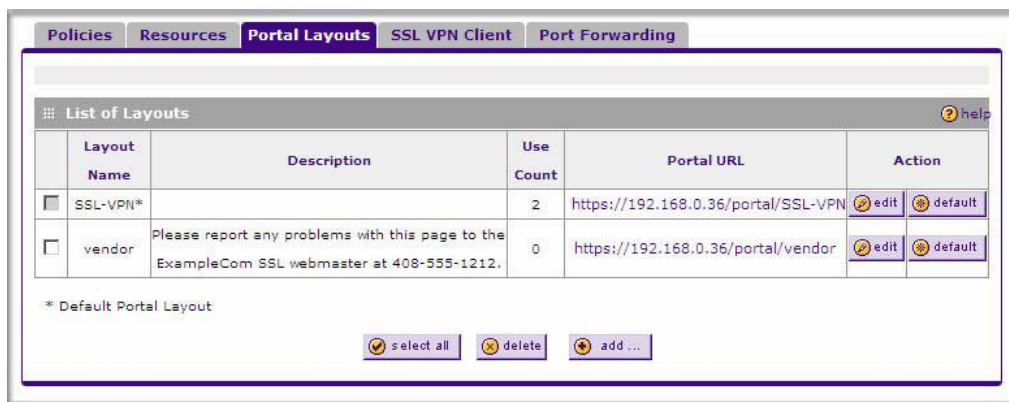 Policies Resources Portal Layouts SSL VPN Client Port Forwarding
List of Layouts help
Layout Name Description Use Count Portal URL Action
SSL-VPN* 2 https://192.168.0.36/portal/SSL-VPN edit default
vendor Please report any problems with this page to the ExampleCom SSL webmaster at 408-555-1212. 0 https://192.168.0.36/portal/vendor edit default
* Default Portal Layout
select all delete add ...